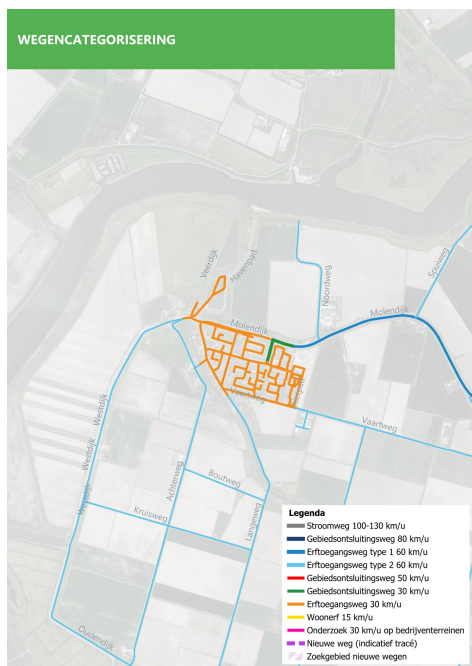 WEGENCATEGORISERING
Veerdijk
Havenpad
Noordweg
Spuiweg
Molendijk
Molendijk
Vaartweg
Vaartweg
Westdijk
Westdijk
Westdijk
Achterweg
Boutweg
Langeweg
Kruisweg
Oudendijk
Legenda
Stroomweg 100-130 km/u
Gebiedsontsluitingsweg 80 km/u
Erftoegangsweg type 1 60 km/u
Erftoegangsweg type 2 60 km/u
Gebiedsontsluitingsweg 50 km/u
Gebiedsontsluitingsweg 30 km/u
Erftoegangsweg 30 km/u
Woonerf 15 km/u
Onderzoek 30 km/u op bedrijventerreinen
Nieuwe weg (indicatief tracé)
Zoekgebied nieuwe wegen